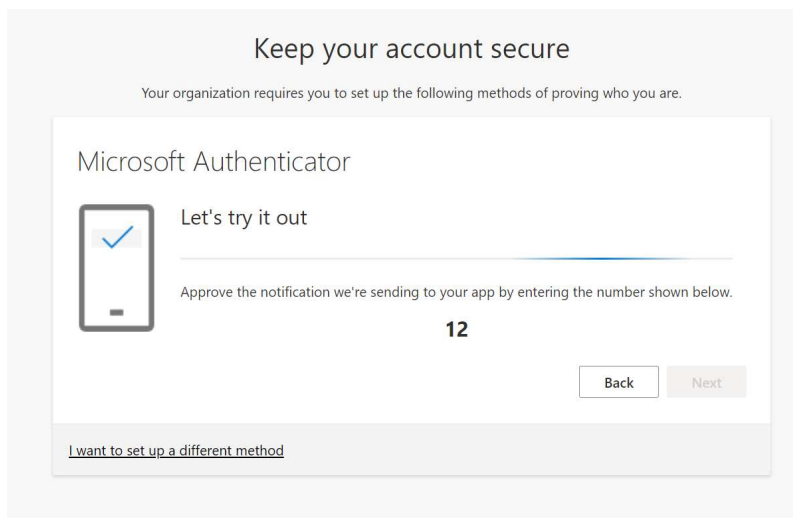 Keep your account secure
Your organization requires you to set up the following methods of proving who you are.
Microsoft Authenticator
Let's try it out
Approve the notification we're sending to your app by entering the number shown below.
12
Back Next
I want to set up a different method